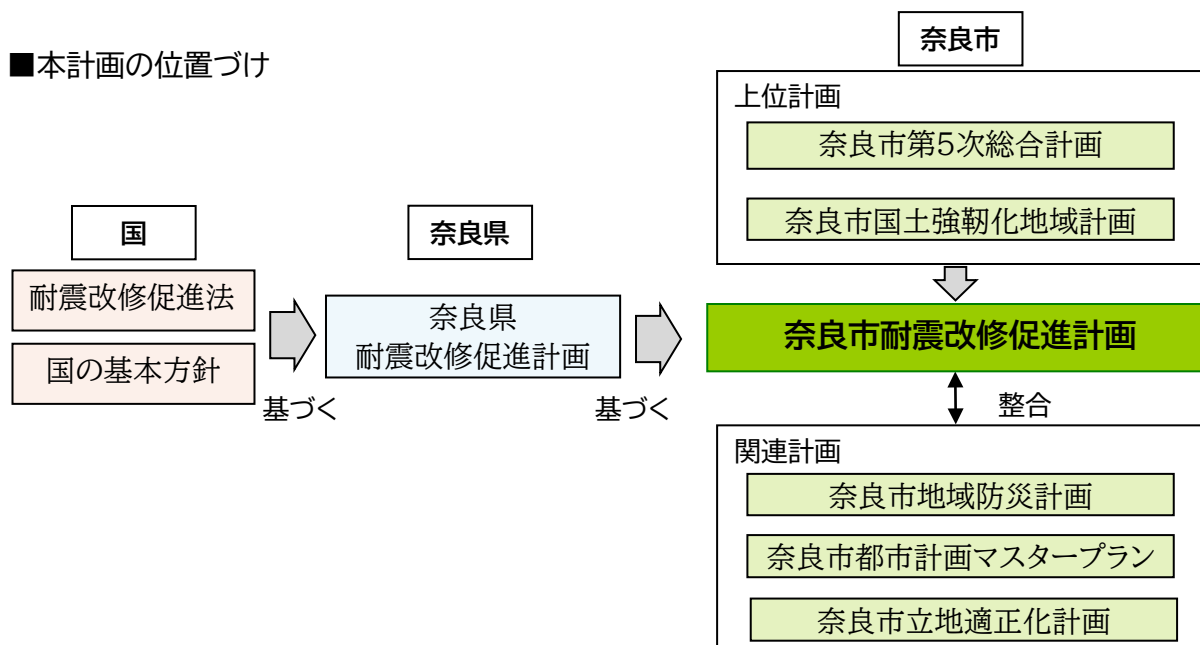 ■本計画の位置づけ
国
耐震改修促進法
国の基本方針
基づく
奈良県
奈良県
耐震改修促進計画
基づく
奈良市
上位計画
奈良市第5次総合計画
奈良市国土強靭化地域計画
奈良市耐震改修促進計画
整合
関連計画
奈良市地域防災計画
奈良市都市計画マスタープラン
奈良市立地適正化計画